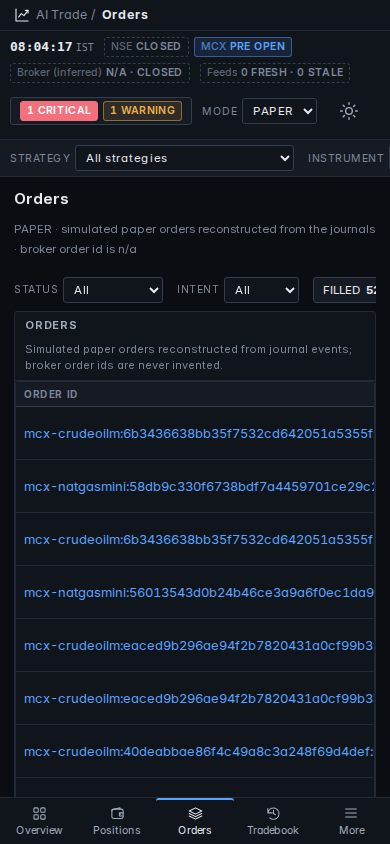 AI Trade / Orders
08:04:17 IST NSE CLOSED MCX PRE OPEN
Broker (inferred) N/A · CLOSED Feeds 0 FRESH · 0 STALE
1 CRITICAL 1 WARNING MODE PAPER
STRATEGY All strategies INSTRUMENT
Orders
PAPER · simulated paper orders reconstructed from the journals
· broker order id is n/a
STATUS All INTENT All FILLED
ORDERS
Simulated paper orders reconstructed from journal events;
broker order ids are never invented.
ORDER ID
mcx-crudeoilm:6b3436638bb35f7532cd642051a5355f
mcx-natgasmini:58db9c330f6738bdf7a4459701ce29c2
mcx-crudeoilm:6b3436638bb35f7532cd642051a5355f
mcx-natgasmini:56013543d0b24b46ce3a9a6f0ec1da9
mcx-crudeoilm:eaced9b296ae94f2b7820431a0cf99b3
mcx-crudeoilm:eaced9b296ae94f2b7820431a0cf99b3
mcx-crudeoilm:40deabbae86f4c49a8c3a248f69d4def:
Overview Positions Orders Tradebook More